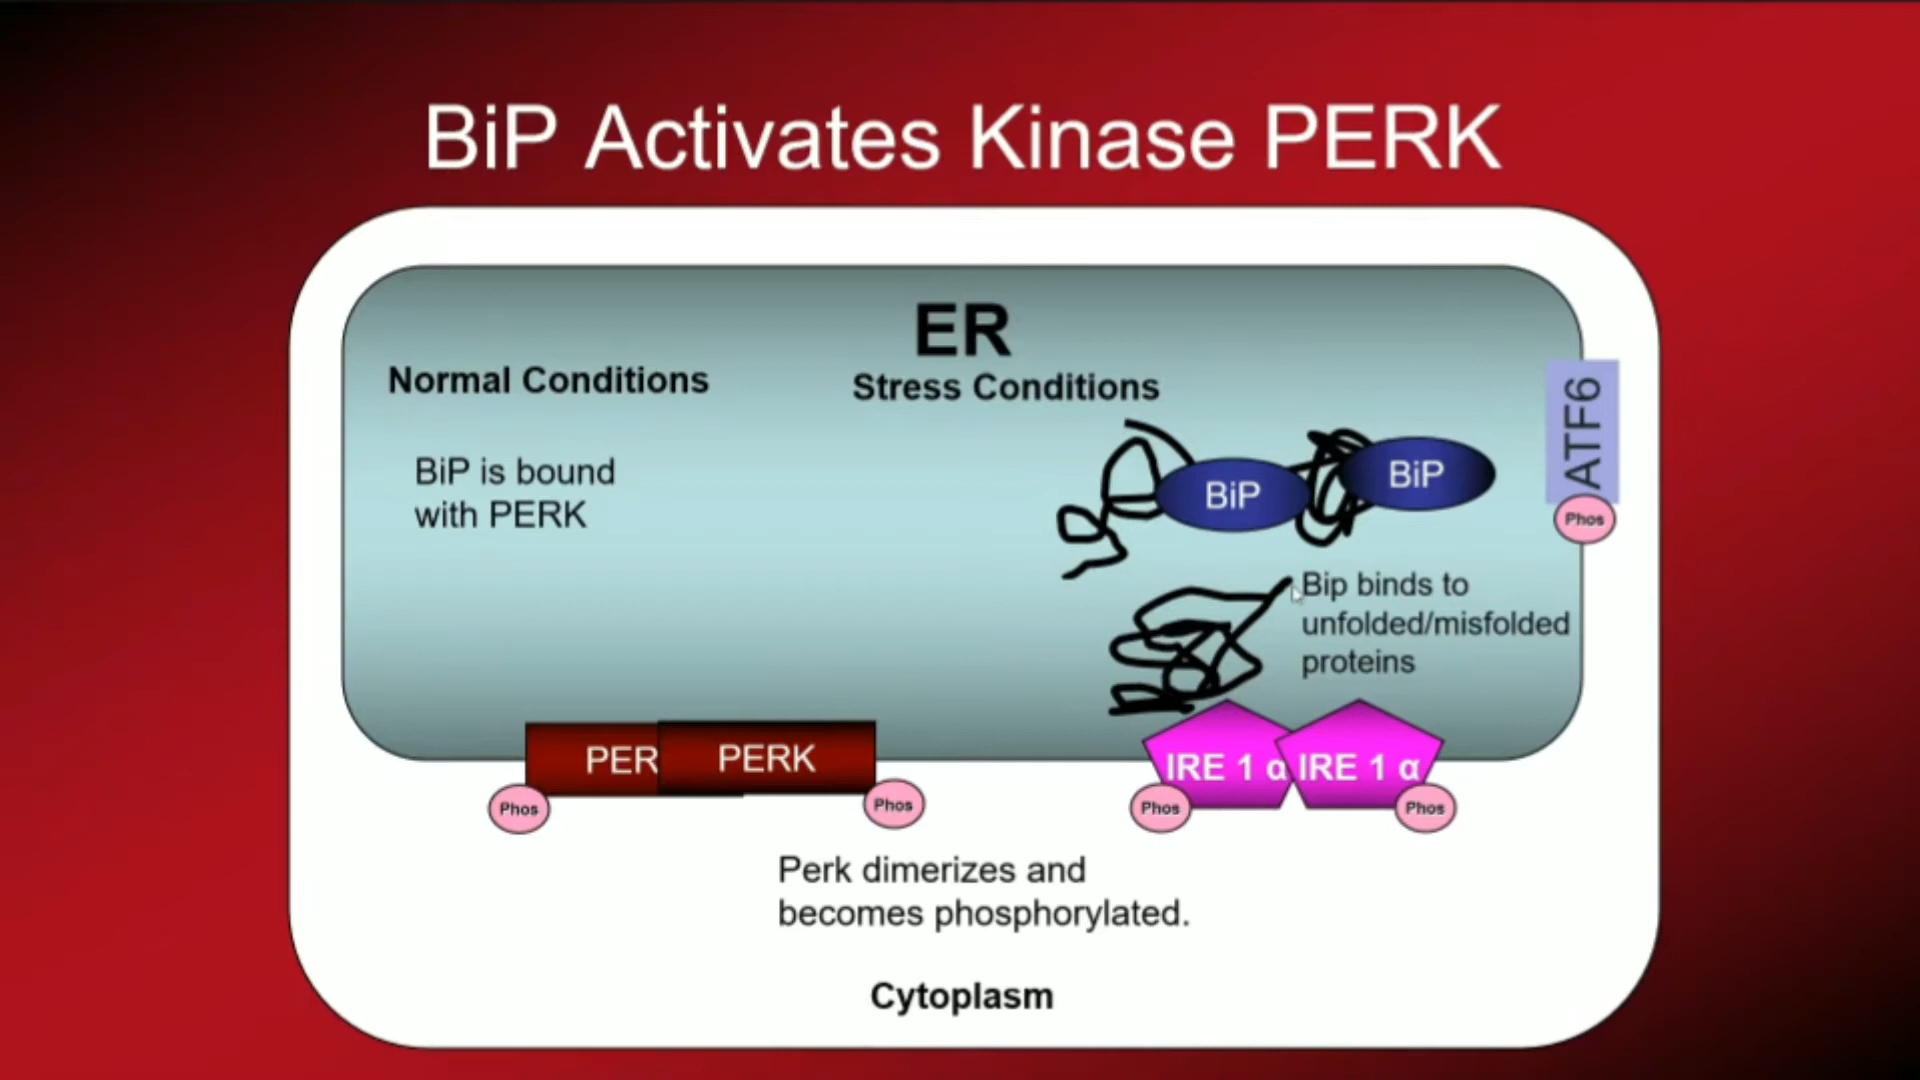 BiP Activates Kinase PERK
ER
Normal Conditions
Stress Conditions
BiP is bound
with PERK
BiP
BiP
ATF6
Phos
Bip binds to
unfolded/misfolded
proteins
PER
PERK
IRE 1 α
IRE 1 α
Phos
Phos
Phos
Phos
Perk dimerizes and
becomes phosphorylated.
Cytoplasm